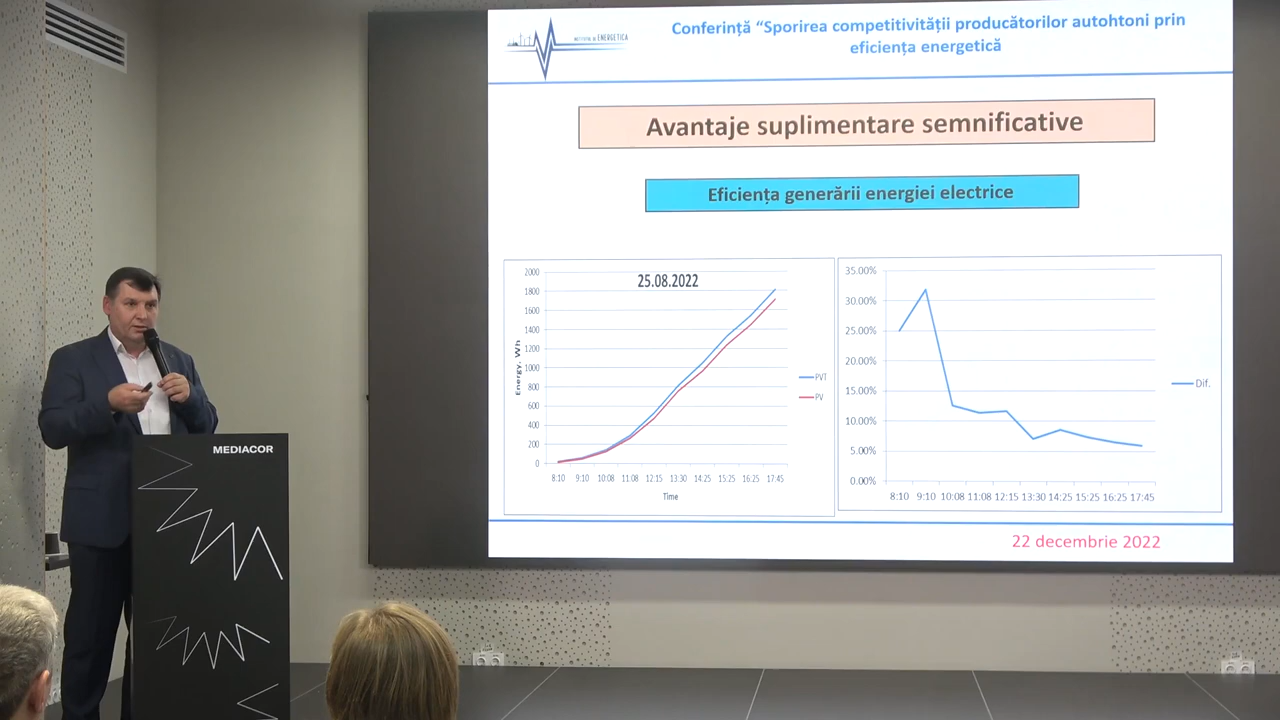 INSTITUTUL DE ENERGETICA
Conferință “Sporirea competitivității producătorilor autohtoni prin
eficiența energetică
Avantaje suplimentare semnificative
Eficiența generării energiei electrice
25.08.2022
2000
1800
1600
1400
1200
1000
800
600
400
200
0
Energy, Wh
8:10 9:10 10:08 11:08 12:15 13:30 14:25 15:25 16:25 17:45
Time
PVT
PV
35.00%
30.00%
25.00%
20.00%
15.00%
10.00%
5.00%
0.00%
8:10 9:10 10:08 11:08 12:15 13:30 14:25 15:25 16:25 17:45
Dif.
22 decembrie 2022
MEDIACOR